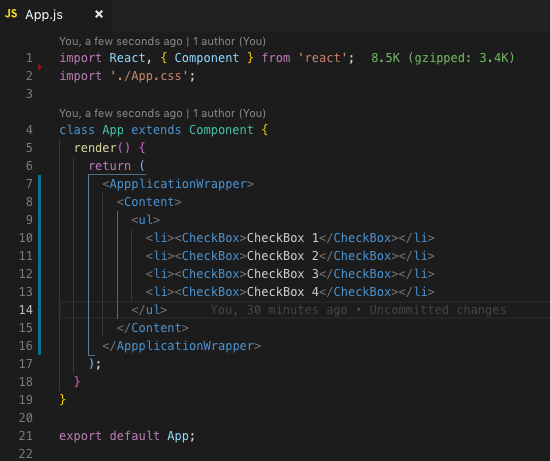 JS App.js ×
You, a few seconds ago | 1 author (You)
1 import React, { Component } from 'react'; 8.5K (gzipped: 3.4K)
2 import './App.css';
3
You, a few seconds ago | 1 author (You)
4 class App extends Component {
5 render() {
6 return (
7 <AppplicationWrapper>
8 <Content>
9 <ul>
10 <li><CheckBox>CheckBox 1</CheckBox></li>
11 <li><CheckBox>CheckBox 2</CheckBox></li>
12 <li><CheckBox>CheckBox 3</CheckBox></li>
13 <li><CheckBox>CheckBox 4</CheckBox></li>
14 </ul> You, 30 minutes ago • Uncommitted changes
15 </Content>
16 </AppplicationWrapper>
17 );
18 }
19 }
20
21 export default App;
22